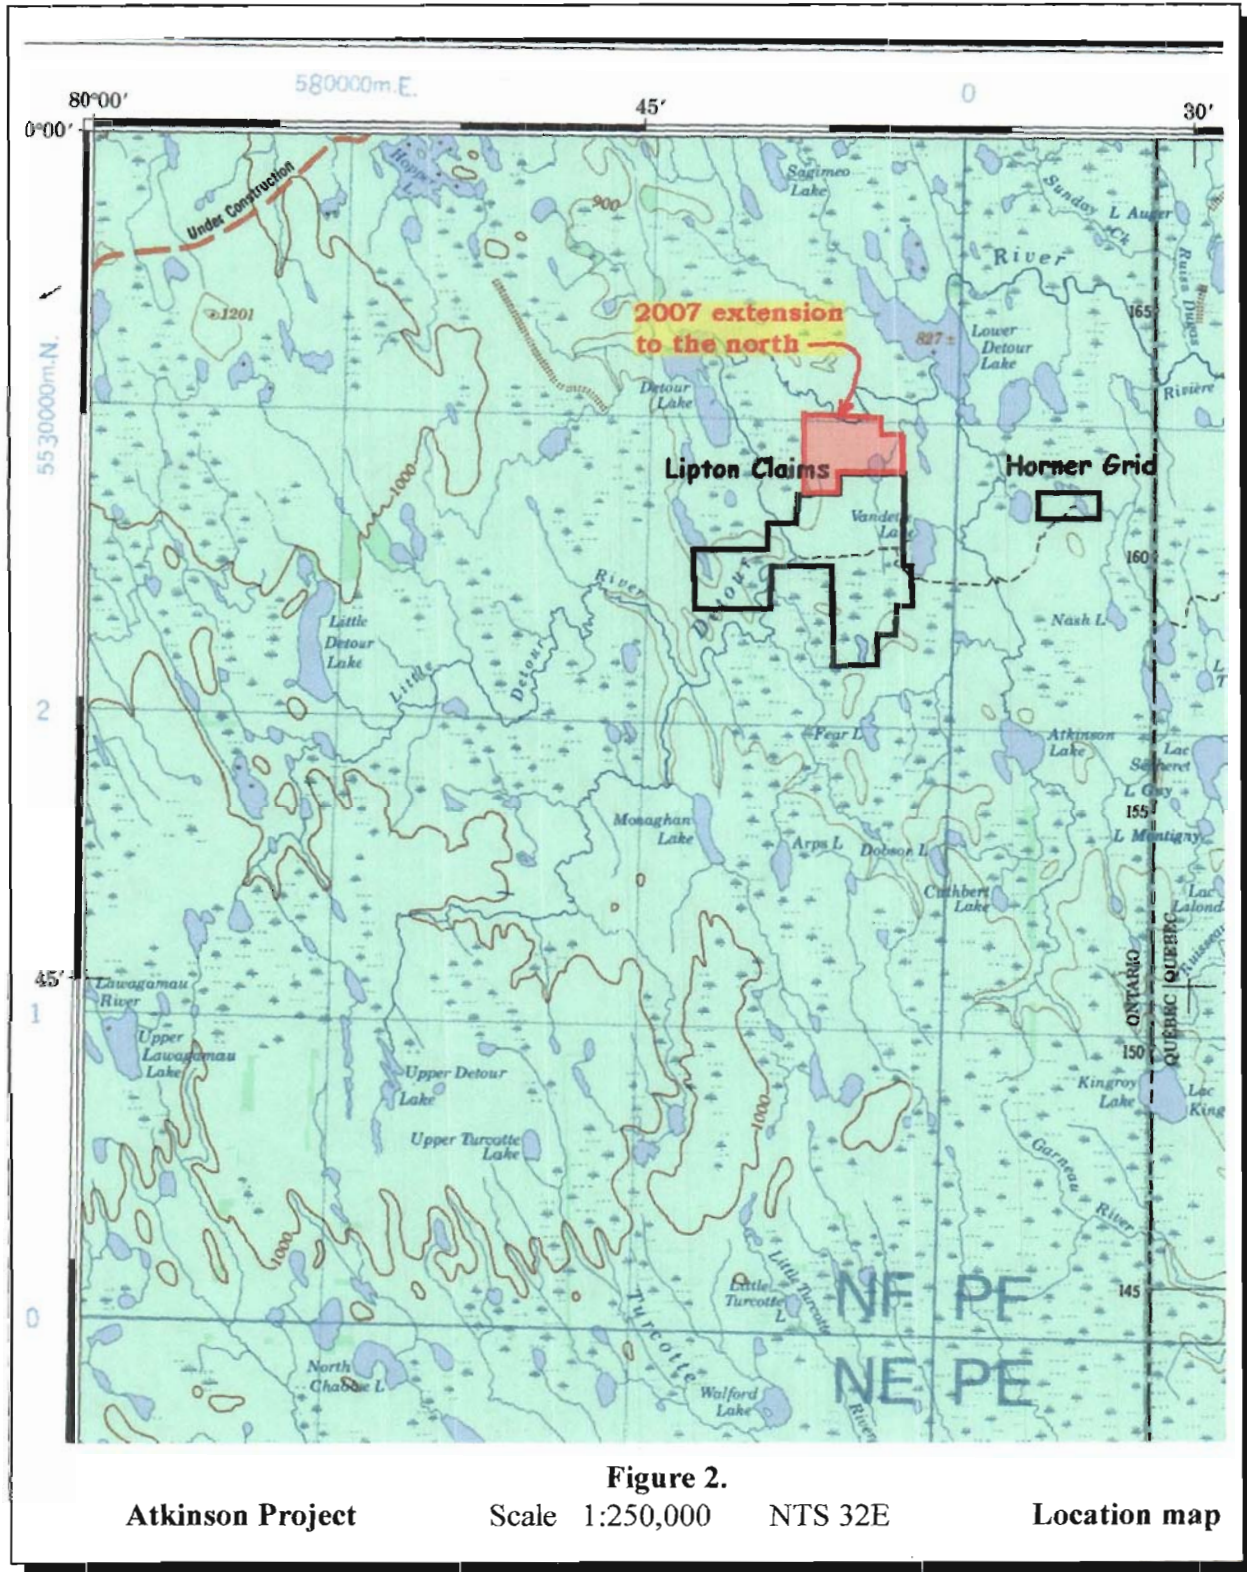 580000m.E.
0
80°00'
45'
30'
0°00'
Under Construction
Sagimeo
Lake
900
Sunday
Ck
L Auger
River
1201
165
2007 extension
to the north
827 ±
Lower
Detour
Lake
5530000m.N.
Detour
Lake
Rivière
Lipton Claims
Horner Grid
1000
Lake
160
River
Detour
Nash L
Little
Detour
Lake
Little
Detour
2
Fear L
Atkinson
Lake
Lac
L Guy
155
Monaghan
Lake
L Montigny
Arps L
Dobson L
Cuthbert
Lake
Lac
45'
Lawagamau
River
ONTARIO
QUEBEC
QUEBEC
1
Upper
Lawagamau
Lake
150
Upper Detour
Lake
Kingroy
Lake
Lac
King
1000
Upper Turcotte
Lake
Garneau
River
1000
Little
Turcotte
L
Little Turcotte
NF PF
145
0
Turcotte
North
NE PE
Walford
Lake
River
Figure 2.
Atkinson Project Scale 1:250,000 NTS 32E Location map